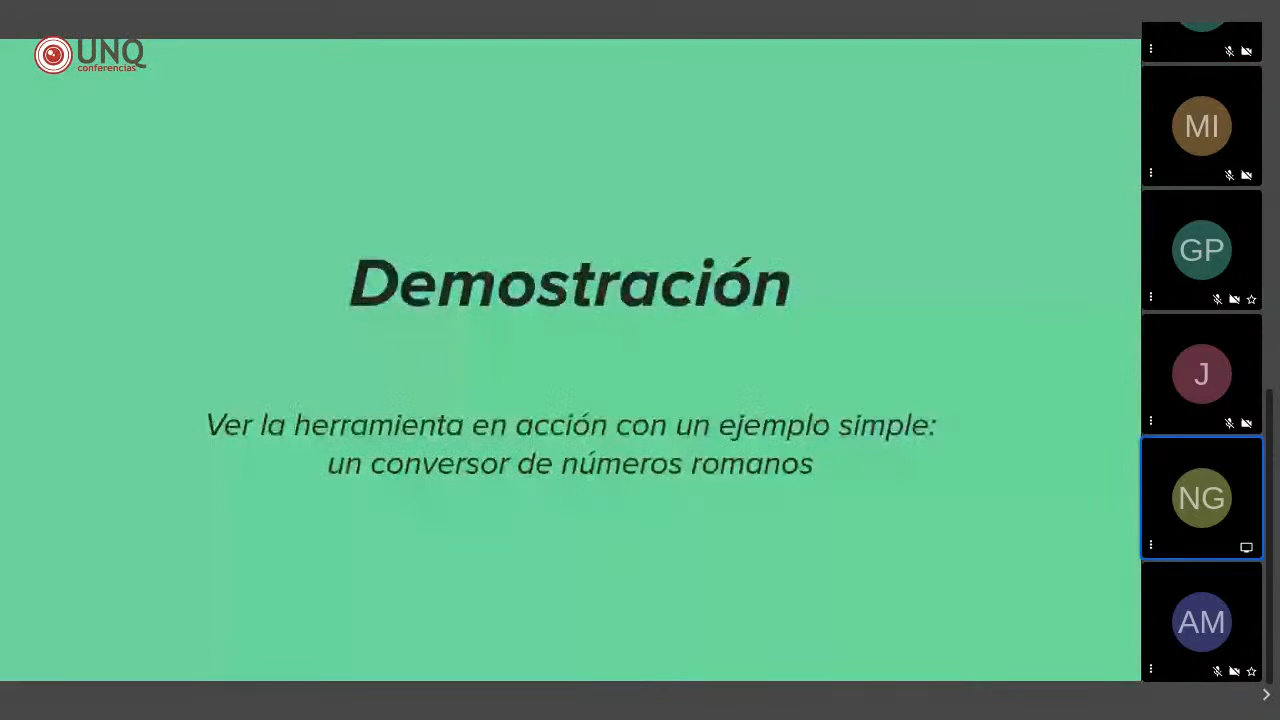 UNQ
conferencias
Demostración
Ver la herramienta en acción con un ejemplo simple:
un conversor de números romanos
MI
GP
J
NG
AM